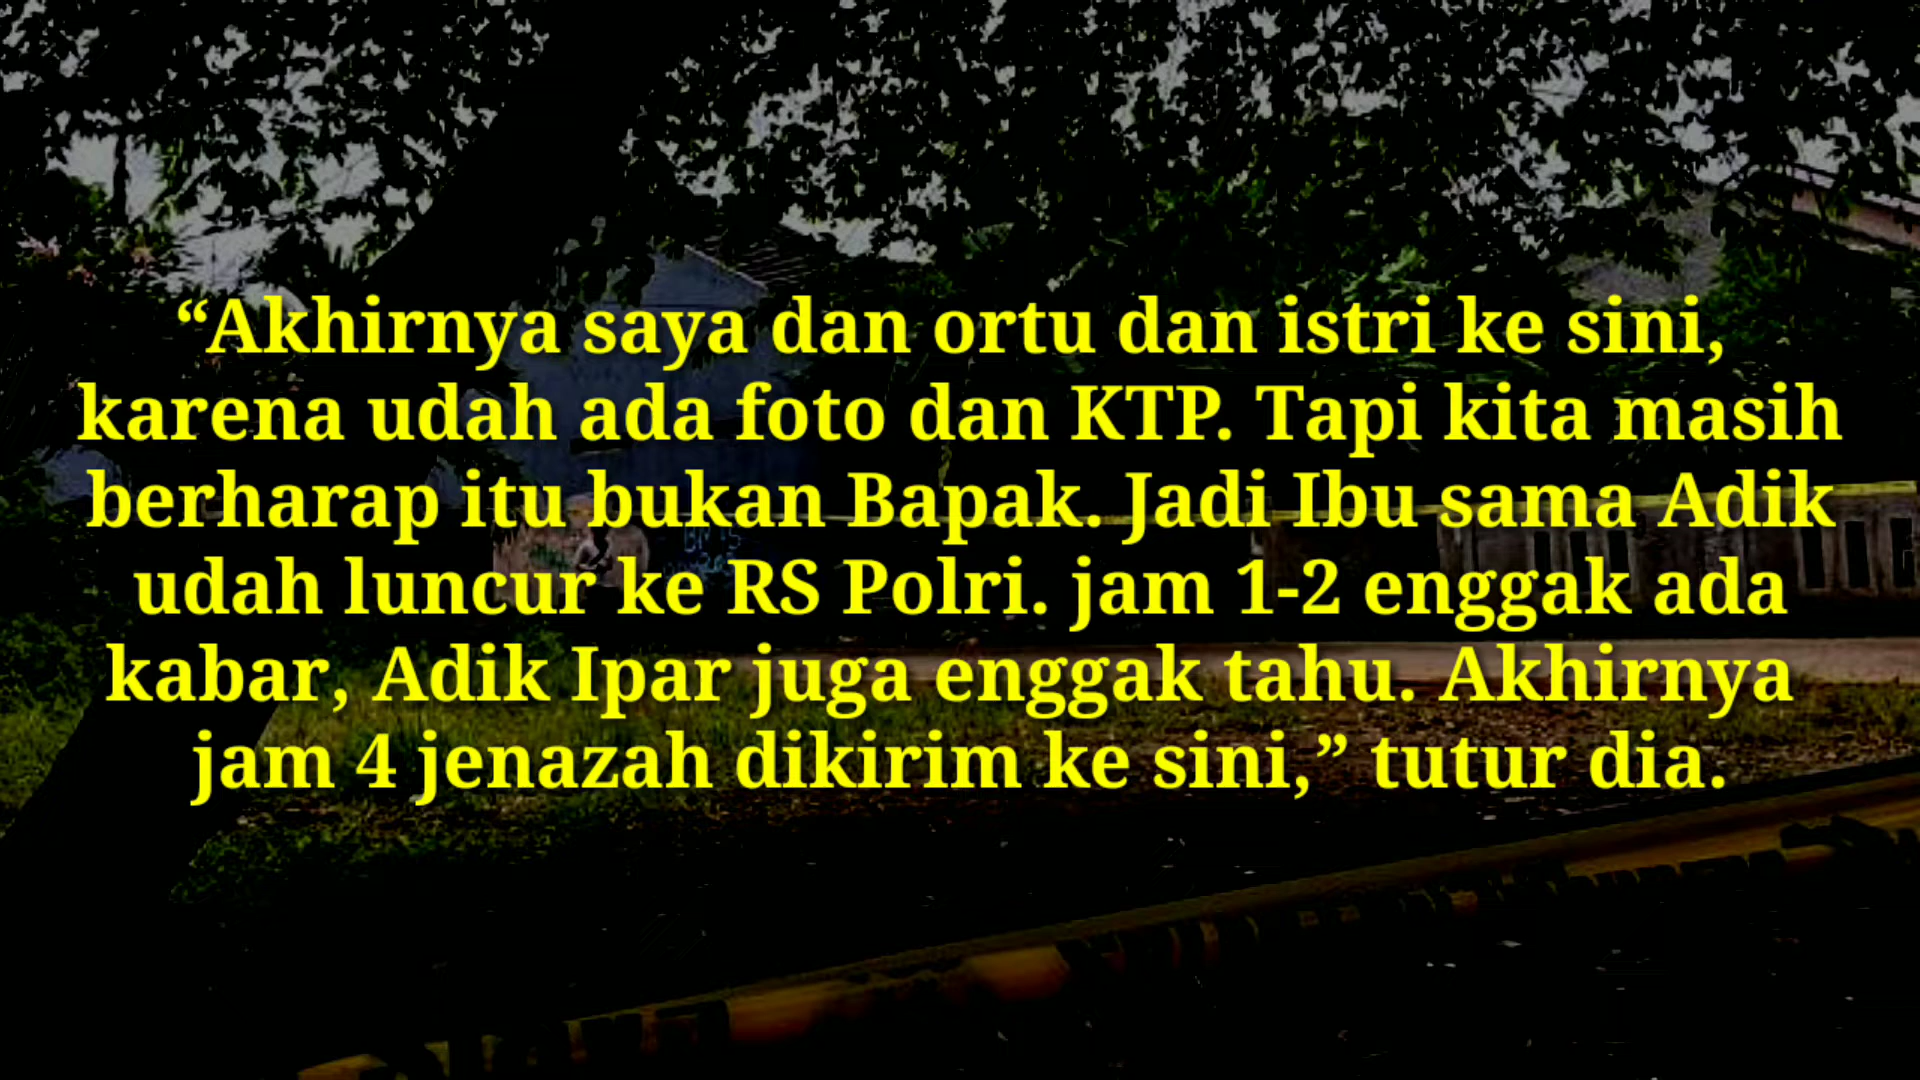 “Akhirnya saya dan ortu dan istri ke sini,
karena udah ada foto dan KTP. Tapi kita masih
berharap itu bukan Bapak. Jadi Ibu sama Adik
udah luncur ke RS Polri. jam 1-2 enggak ada
kabar, Adik Ipar juga enggak tahu. Akhirnya
jam 4 jenazah dikirim ke sini,” tutur dia.